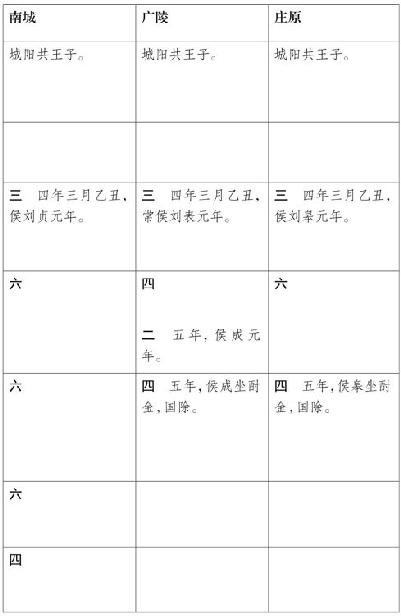 南城
广陵
庄原
城阳共王子。
城阳共王子。
城阳共王子。
三 四年三月乙丑，
侯刘贞元年。
三 四年三月乙丑，
常侯刘表元年。
三 四年三月乙丑，
侯刘皋元年。
六
四
二 五年，侯成元
年。
六
六
四 五年，侯成坐酎
金，国除。
四 五年，侯皋坐酎
金，国除。
六
四